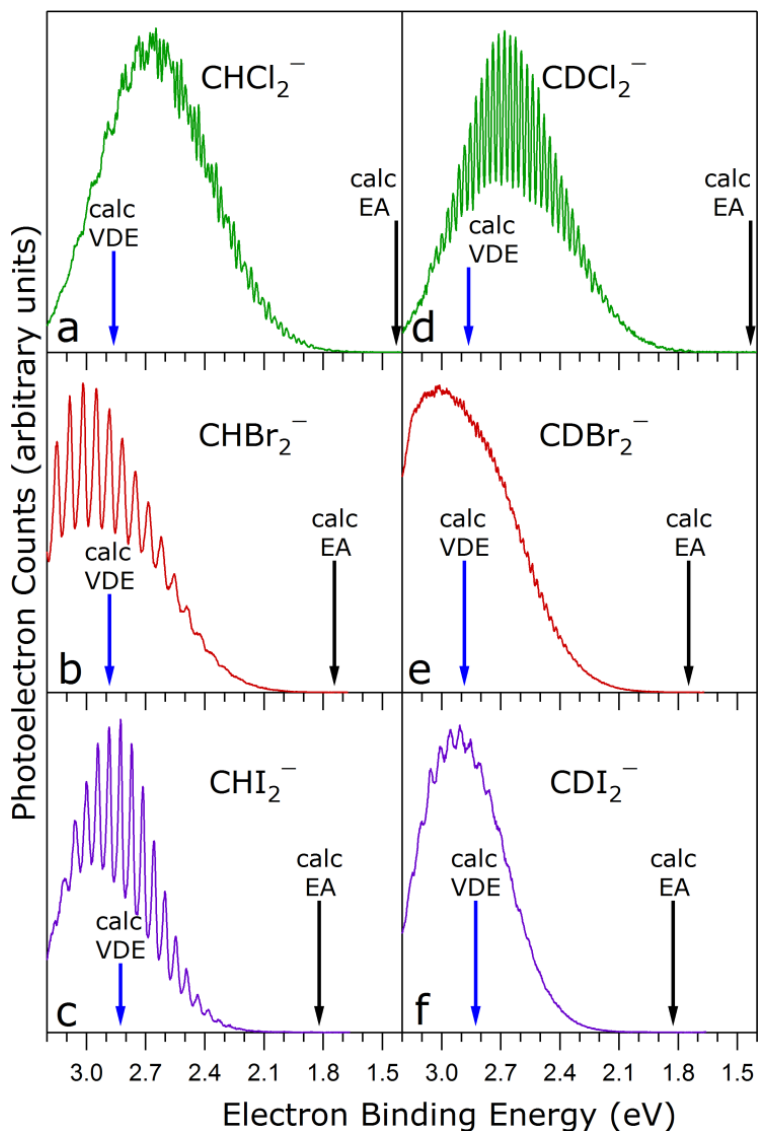 Photoelectron Counts (arbitrary units)
CHCl₂⁻
calc
VDE
calc
EA
a
CDCl₂⁻
calc
VDE
calc
EA
d
CHBr₂⁻
calc
VDE
calc
EA
b
CDBr₂⁻
calc
VDE
calc
EA
e
CHI₂⁻
calc
VDE
calc
EA
c
CDI₂⁻
calc
VDE
calc
EA
f
3.0 2.7 2.4 2.1 1.8 1.5 3.0 2.7 2.4 2.1 1.8 1.5
Electron Binding Energy (eV)